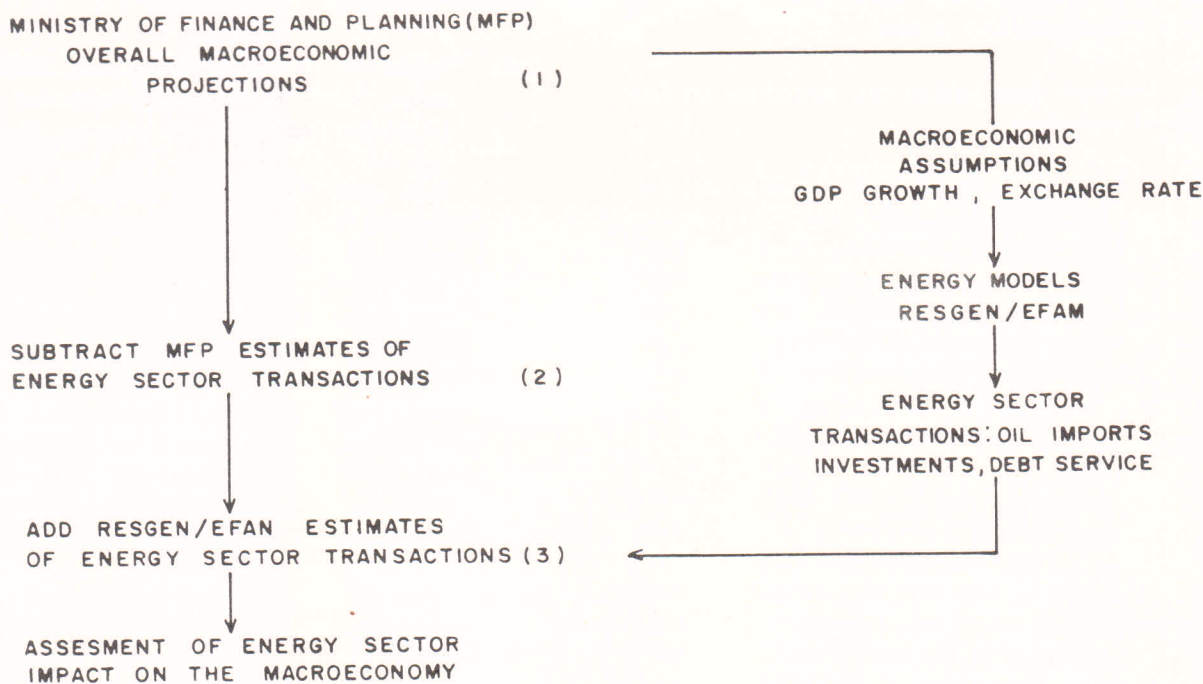 MINISTRY OF FINANCE AND PLANNING(MFP)
OVERALL MACROECONOMIC
PROJECTIONS (1)
MACROECONOMIC
ASSUMPTIONS
GDP GROWTH, EXCHANGE RATE
ENERGY MODELS
RESGEN/EFAM
SUBTRACT MFP ESTIMATES OF
ENERGY SECTOR TRANSACTIONS (2)
ENERGY SECTOR
TRANSACTIONS: OIL IMPORTS
INVESTMENTS, DEBT SERVICE
ADD RESGEN/EFAN ESTIMATES
OF ENERGY SECTOR TRANSACTIONS (3)
ASSESMENT OF ENERGY SECTOR
IMPACT ON THE MACROECONOMY